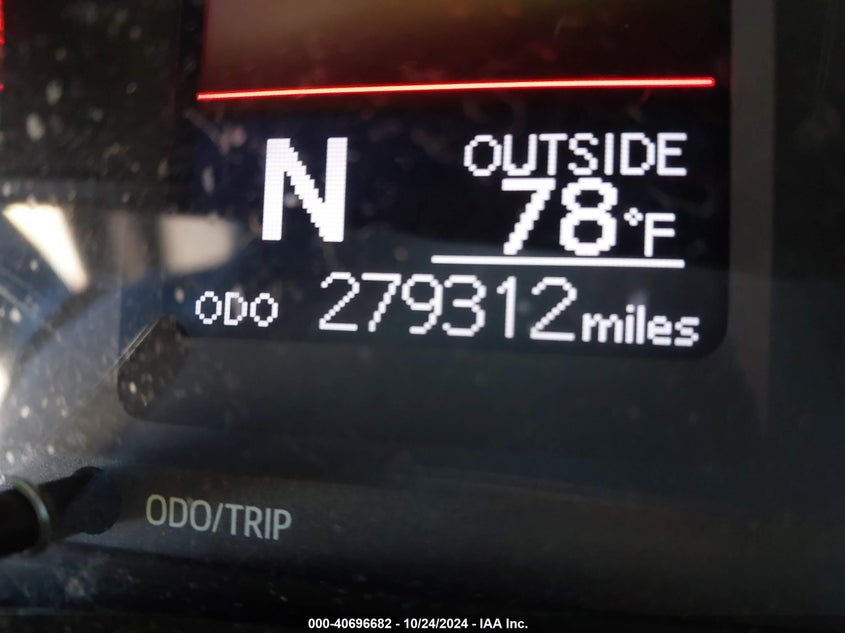 N
OUTSIDE
78°F
ODO 279312 miles
ODO/TRIP
000-40696682 - 10/24/2024 - IAA Inc.